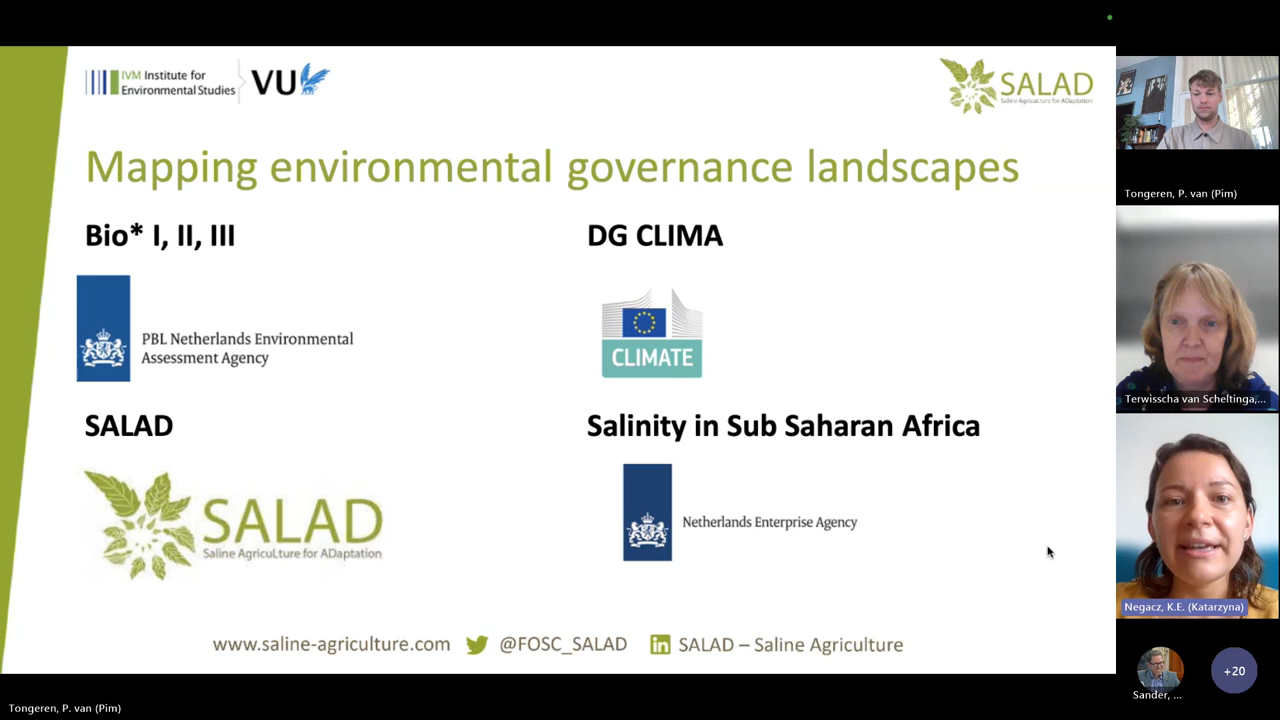 IVM Institute for
Environmental Studies
VU
SALAD
Saline AgricuLture for ADaptation
Mapping environmental governance landscapes
Bio* I, II, III
DG CLIMA
PBL Netherlands Environmental
Assessment Agency
CLIMATE
SALAD
Salinity in Sub Saharan Africa
SALAD
Saline AgricuLture for ADaptation
Netherlands Enterprise Agency
www.saline-agriculture.com
@FOSC_SALAD
in
SALAD – Saline Agriculture
Tongeren, P. van (Pim)
Terwisscha van Scheltinga,...
Negacz, K.E. (Katarzyna)
Sander, ...
+20
Tongeren, P. van (Pim)